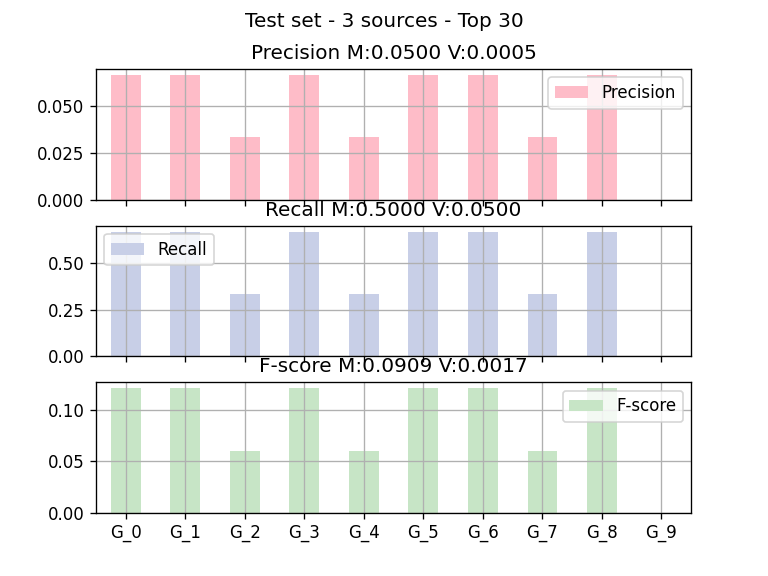 Test set - 3 sources - Top 30
Precision M:0.0500 V:0.0005
Precision
0.050
0.025
0.000
Recall M:0.5000 V:0.0500
Recall
0.50
0.25
0.00
F-score M:0.0909 V:0.0017
F-score
0.10
0.05
0.00
G_0 G_1 G_2 G_3 G_4 G_5 G_6 G_7 G_8 G_9